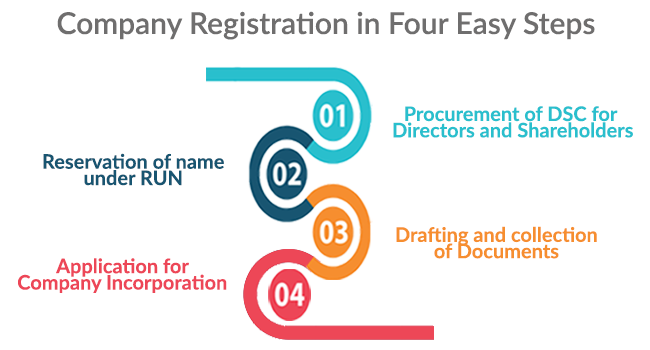 Company Registration in Four Easy Steps
01
Procurement of DSC for
Directors and Shareholders
Reservation of name
under RUN
02
03
Drafting and collection
of Documents
Application for
Company Incorporation
04